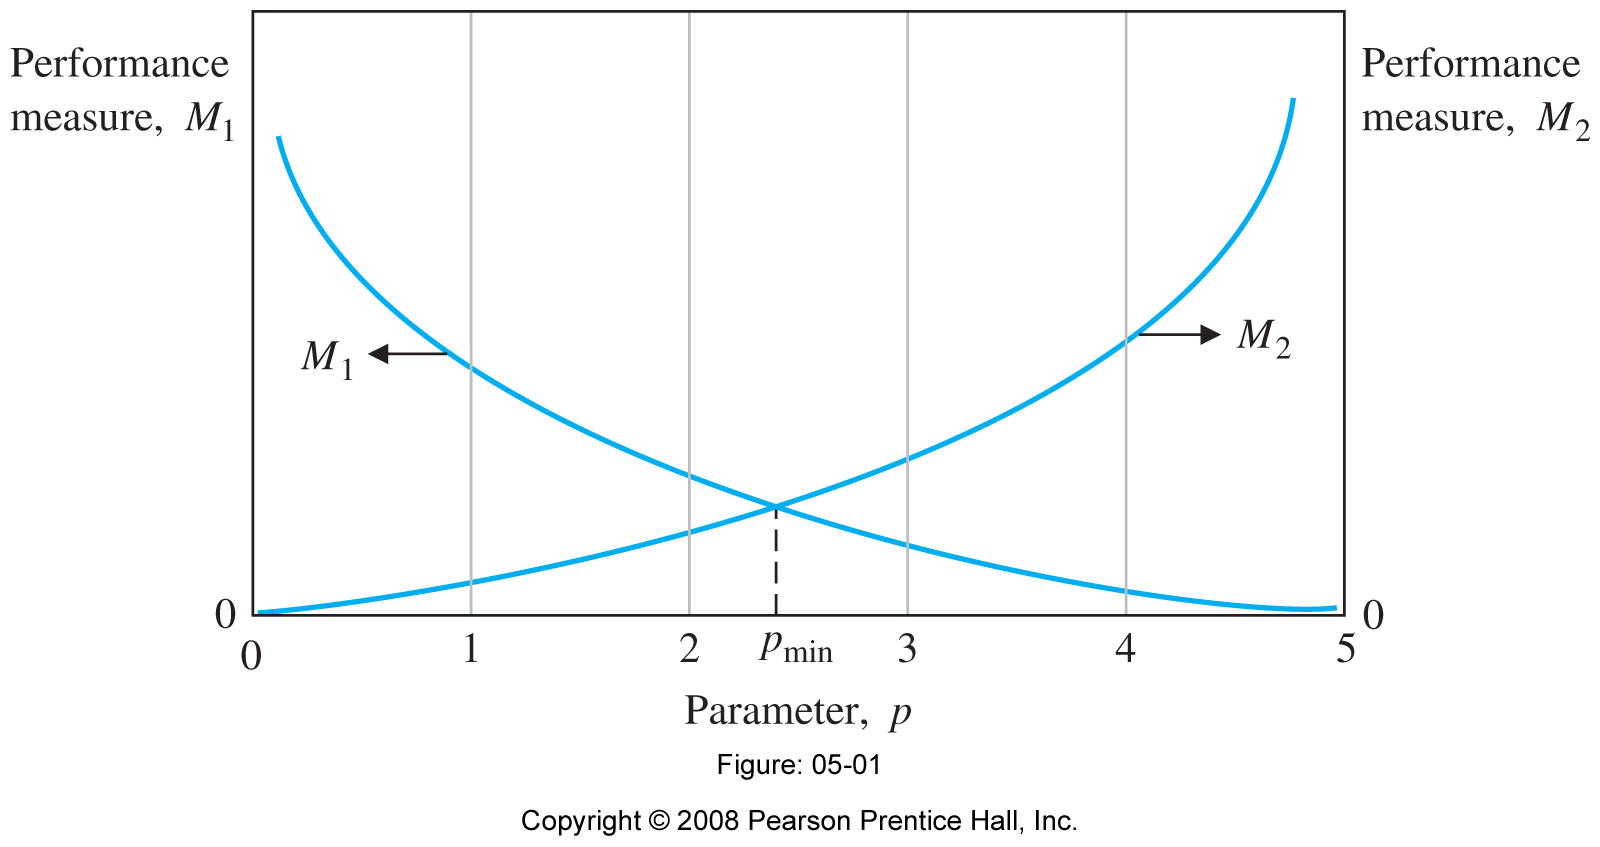 Performance
measure, M1
Performance
measure, M2
M1
M2
0
0
0 1 2 pmin 3 4 5
Parameter, p
Figure: 05-01
Copyright © 2008 Pearson Prentice Hall, Inc.